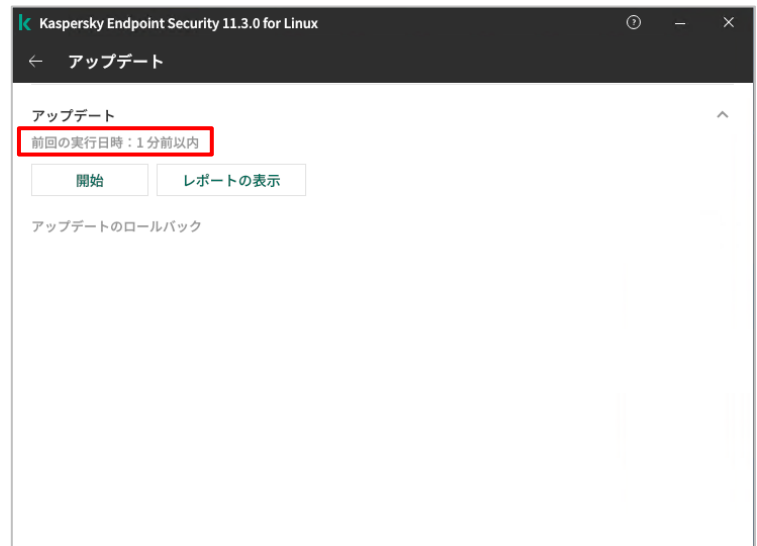 Kaspersky Endpoint Security 11.3.0 for Linux
アップデート
アップデート
前回の実行日時：1 分前以内
開始 レポートの表示
アップデートのロールバック